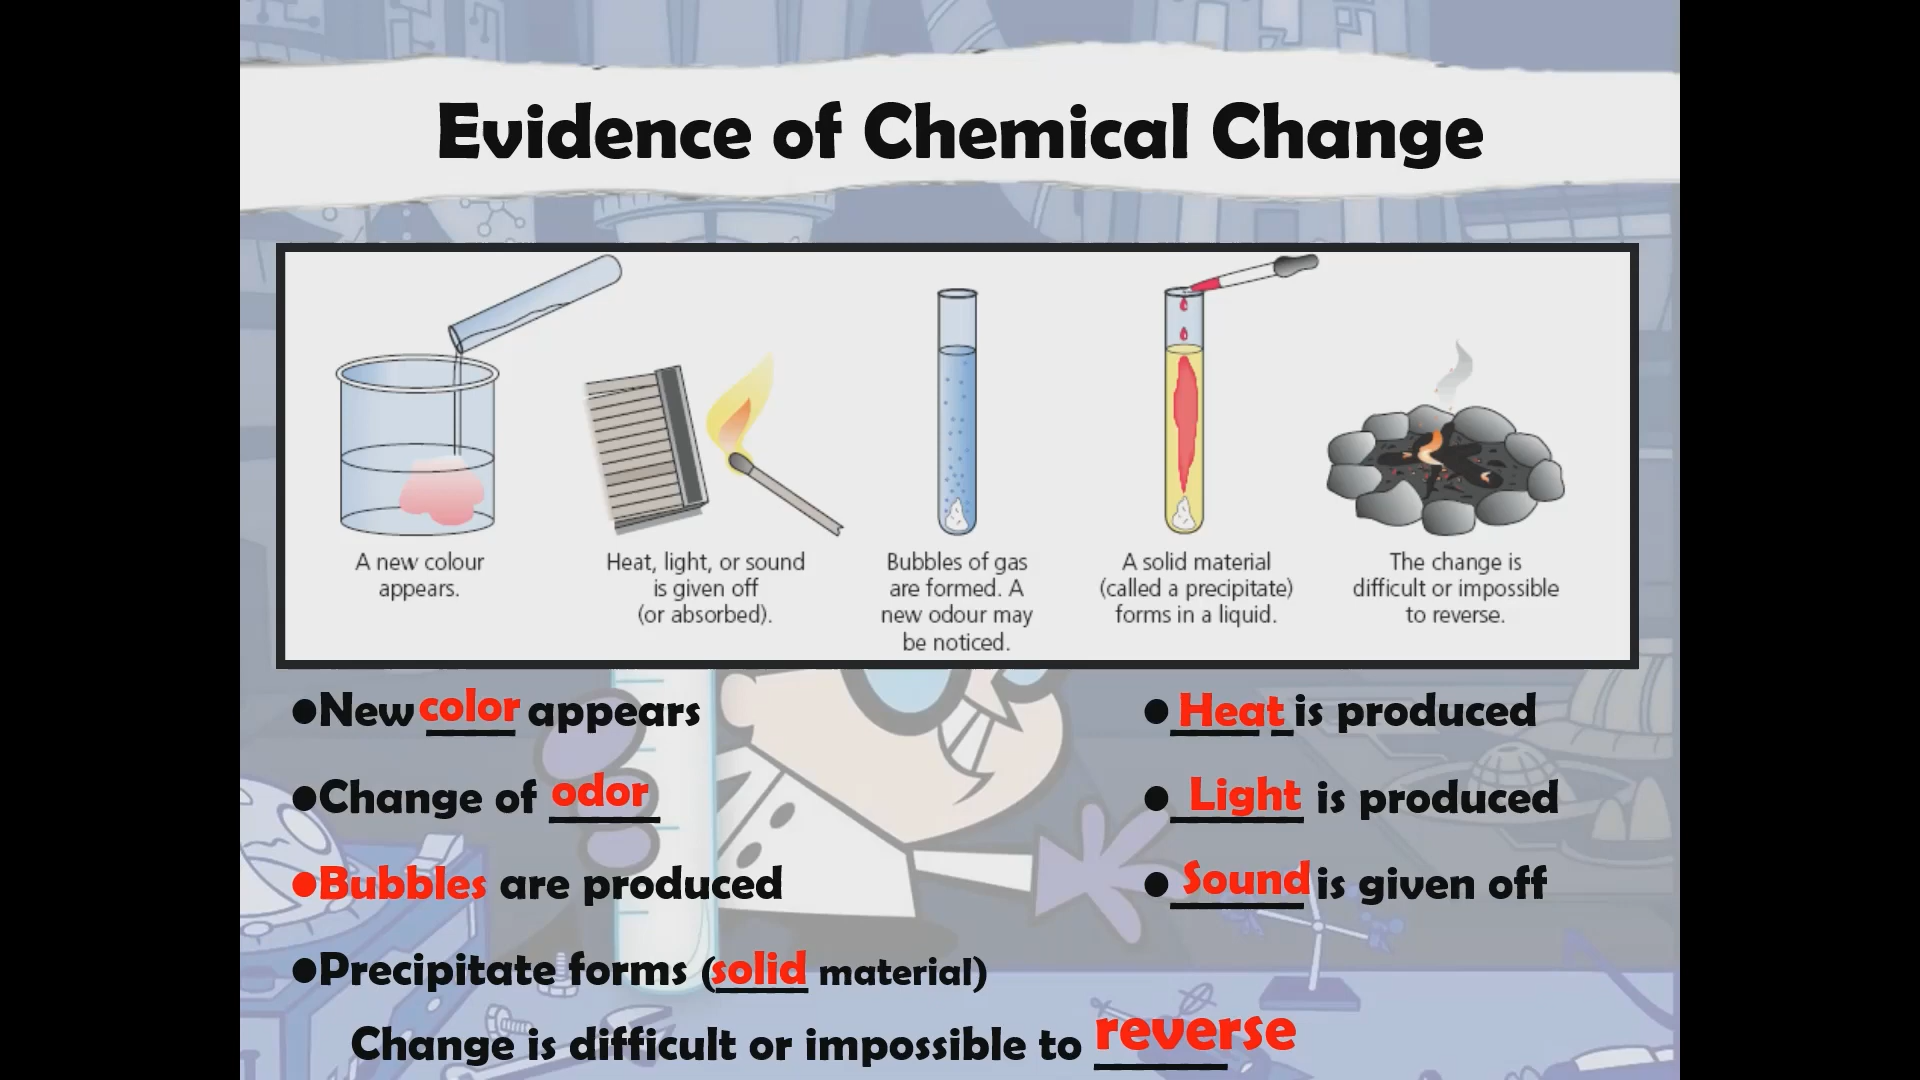 Evidence of Chemical Change
A new colour
appears.
Heat, light, or sound
is given off
(or absorbed).
Bubbles of gas
are formed. A
new odour may
be noticed.
A solid material
(called a precipitate)
forms in a liquid.
The change is
difficult or impossible
to reverse.
•New color appears
•Change of odor
•Bubbles are produced
•Precipitate forms (solid material)
Change is difficult or impossible to reverse
•Heat is produced
•Light is produced
•Sound is given off